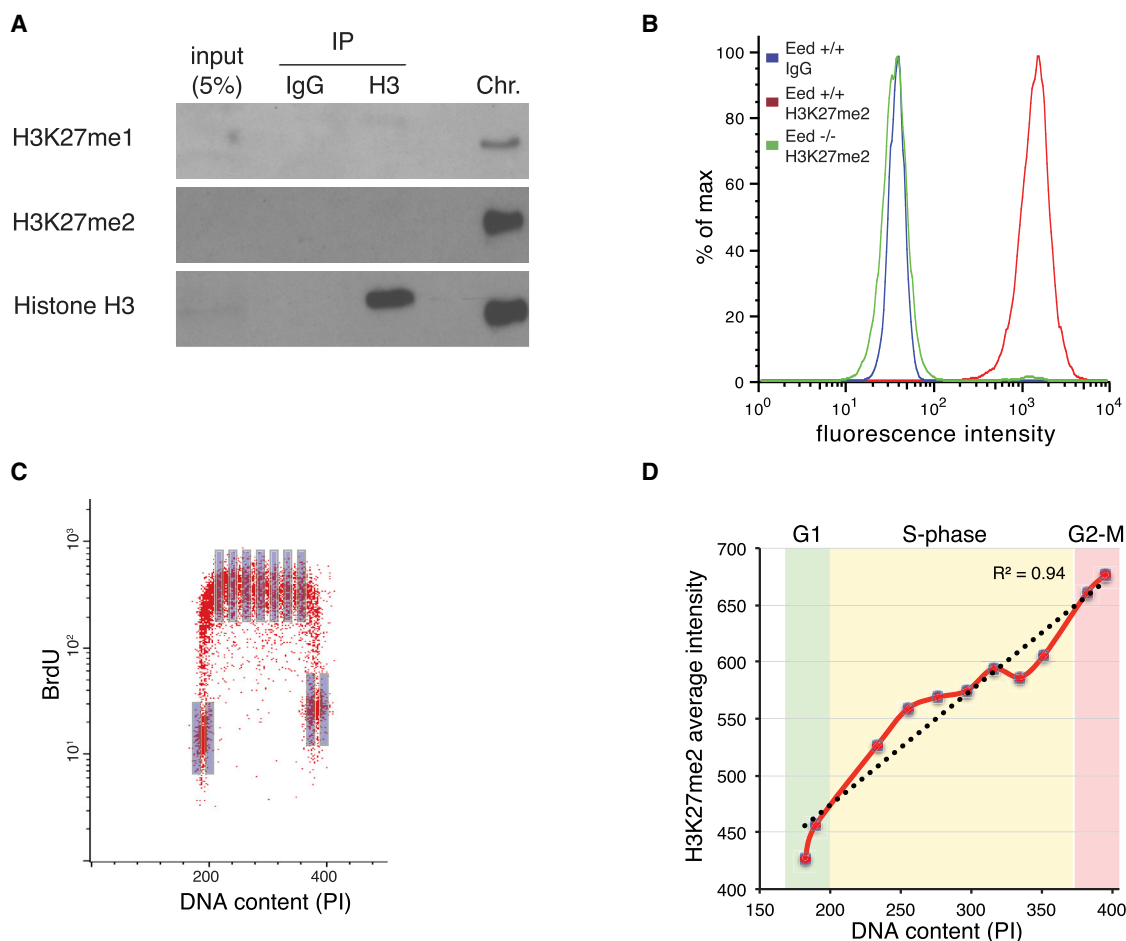 A
IP
input
(5%)
IgG
H3
Chr.
H3K27me1
H3K27me2
Histone H3
B
100
80
60
40
20
0
% of max
Eed +/+
IgG
Eed +/+
H3K27me2
Eed -/-
H3K27me2
10⁰
10¹
10²
10³
10⁴
fluorescence intensity
C
10³
10²
10¹
BrdU
200
400
DNA content (PI)
D
G1
S-phase
G2-M
R² = 0.94
700
650
600
550
500
450
400
H3K27me2 average intensity
150
200
250
300
350
400
DNA content (PI)